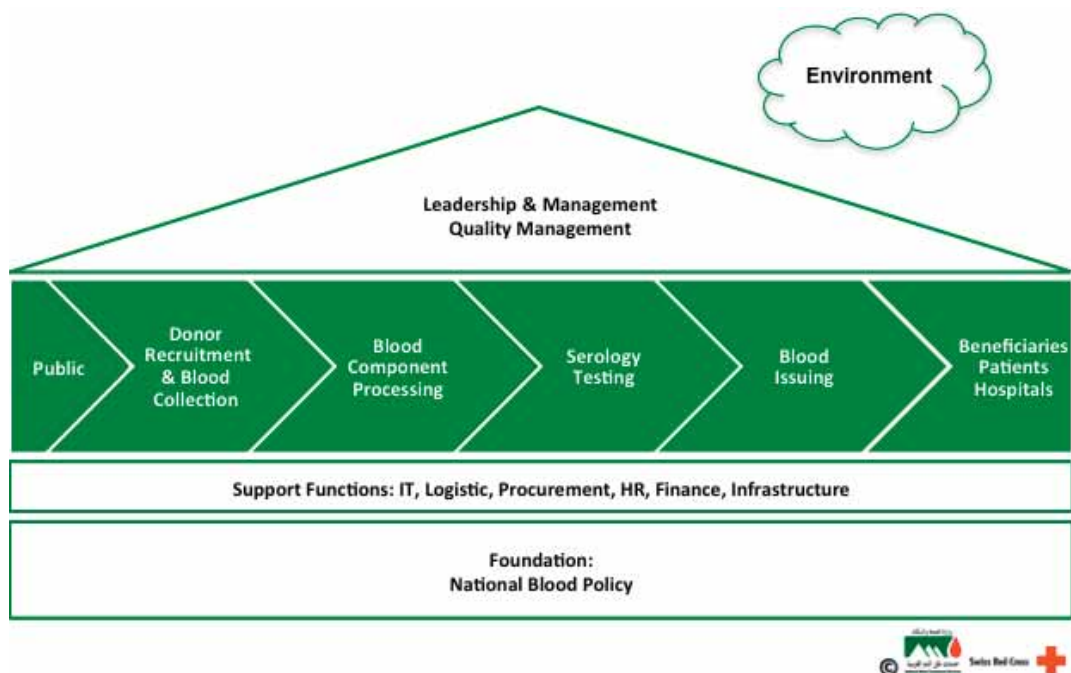 Environment
Leadership & Management
Quality Management
Public
Donor
Recruitment
& Blood
Collection
Blood
Component
Processing
Serology
Testing
Blood
Issuing
Beneficiaries
Patients
Hospitals
Support Functions: IT, Logistic, Procurement, HR, Finance, Infrastructure
Foundation:
National Blood Policy
©
Swiss Red Cross